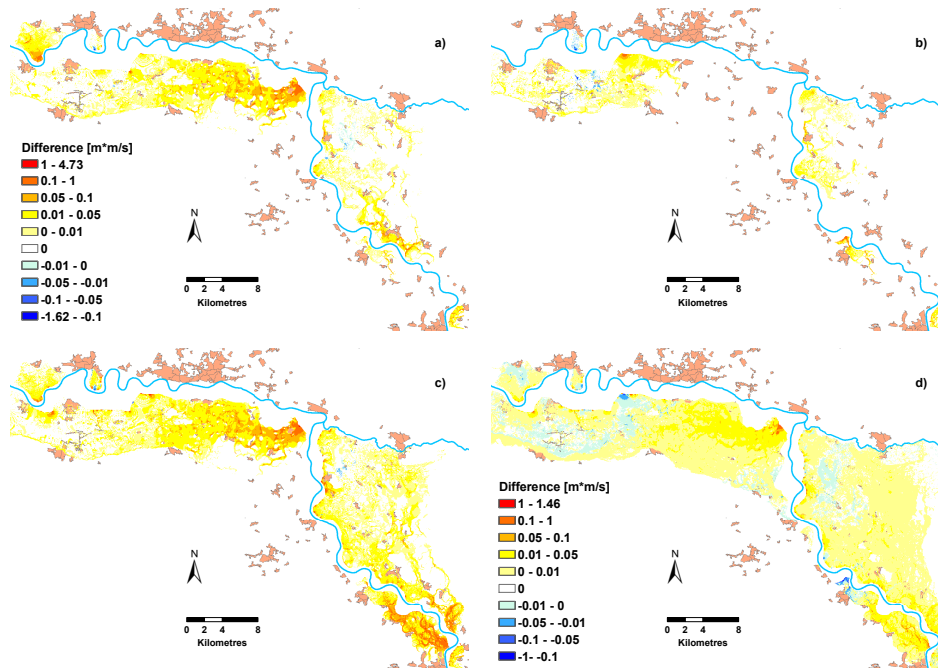 a)
b)
Difference [m*m/s]
1 - 4.73
0.1 - 1
0.05 - 0.1
0.01 - 0.05
0 - 0.01
0
-0.01 - 0
-0.05 - -0.01
-0.1 - -0.05
-1.62 - -0.1
N
0 2 4 8
Kilometres
N
0 2 4 8
Kilometres
c)
d)
N
0 2 4 8
Kilometres
Difference [m*m/s]
1 - 1.46
0.1 - 1
0.05 - 0.1
0.01 - 0.05
0 - 0.01
0
-0.01 - 0
-0.05 - -0.01
-0.1 - -0.05
-1- -0.1
N
0 2 4 8
Kilometres